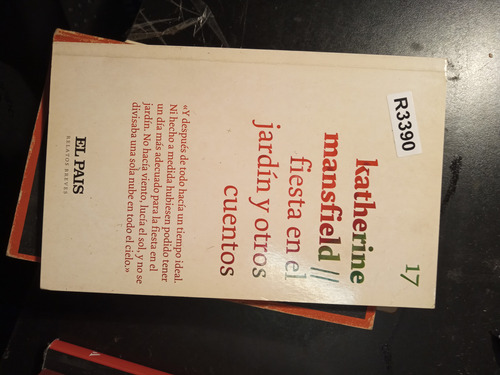 17
R3390
katherine
mansfield //
fiesta en el
jardín y otros
cuentos
«Y después de todo hacía un tiempo ideal.
Ni hecho a medida hubiesen podido tener
un día más adecuado para la fiesta en el
jardín. No hacía viento, lucía el sol, y no se
divisaba una sola nube en todo el cielo.»
EL PAIS
RELATOS BREVES